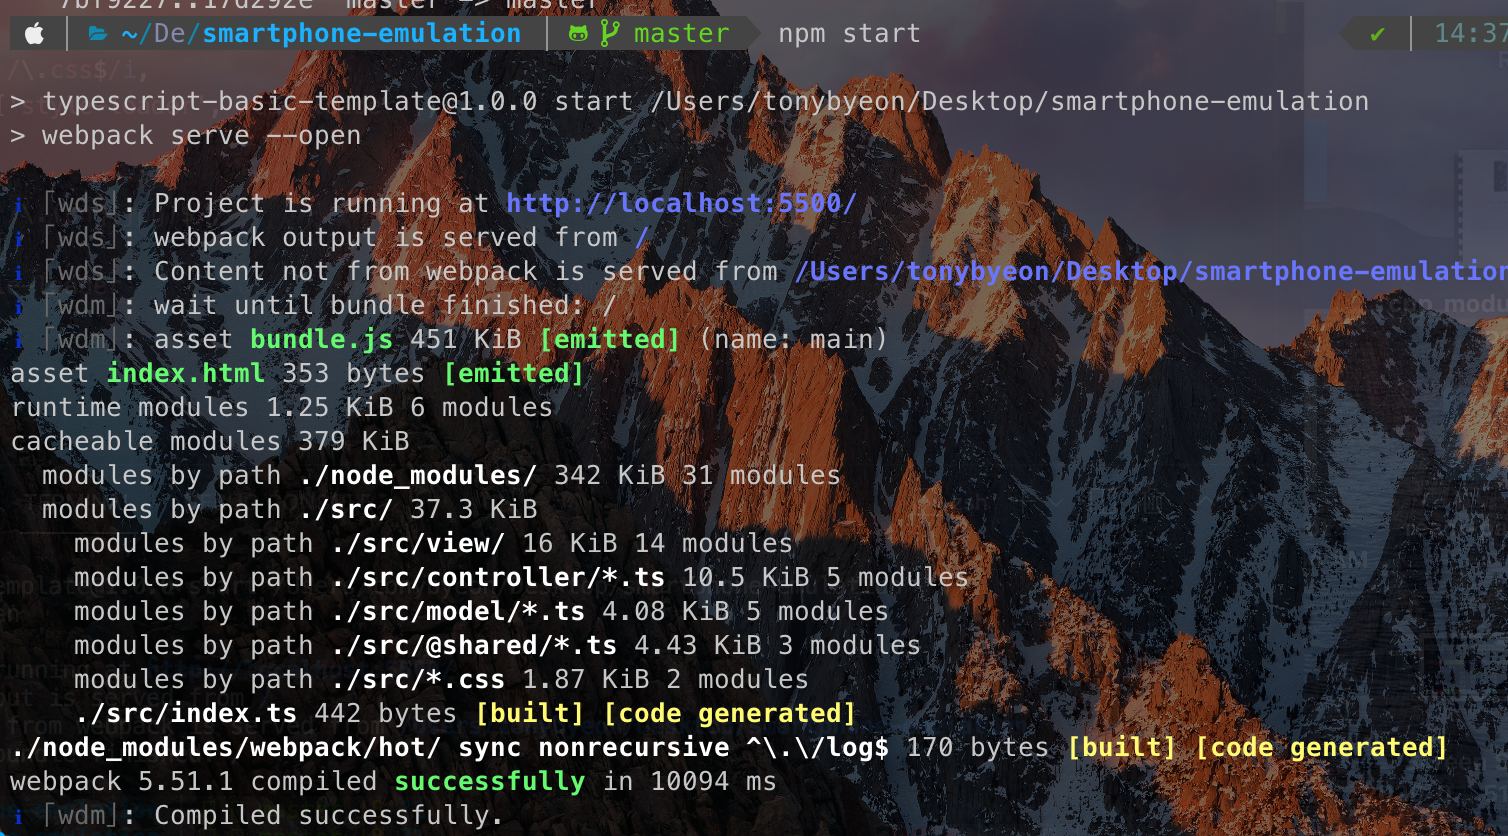 7bf9227..17d292e master -> master
~/De/smartphone-emulation master npm start ✔ 14:37
/\.css$/i,
> typescript-basic-template@1.0.0 start /Users/tonybyeon/Desktop/smartphone-emulation
> webpack serve --open
i ｢wds｣: Project is running at http://localhost:5500/
i ｢wds｣: webpack output is served from /
i ｢wds｣: Content not from webpack is served from /Users/tonybyeon/Desktop/smartphone-emulation
i ｢wdm｣: wait until bundle finished: /
i ｢wdm｣: asset bundle.js 451 KiB [emitted] (name: main)
asset index.html 353 bytes [emitted]
runtime modules 1.25 KiB 6 modules
cacheable modules 379 KiB
modules by path ./node_modules/ 342 KiB 31 modules
modules by path ./src/ 37.3 KiB
modules by path ./src/view/ 16 KiB 14 modules
modules by path ./src/controller/*.ts 10.5 KiB 5 modules
modules by path ./src/model/*.ts 4.08 KiB 5 modules
modules by path ./src/@shared/*.ts 4.43 KiB 3 modules
modules by path ./src/*.css 1.87 KiB 2 modules
./src/index.ts 442 bytes [built] [code generated]
./node_modules/webpack/hot/ sync nonrecursive ^\.\/log$ 170 bytes [built] [code generated]
webpack 5.51.1 compiled successfully in 10094 ms
i ｢wdm｣: Compiled successfully.